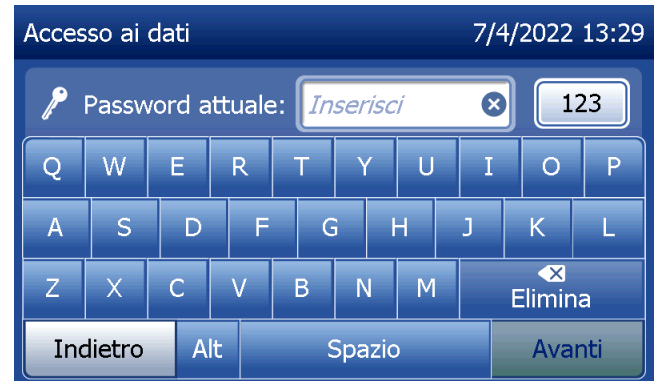 Accesso ai dati 7/4/2022 13:29
Password attuale: Inserisci 123
Q W E R T Y U I O P
A S D F G H J K L
Z X C V B N M Elimina
Indietro Alt Spazio Avanti